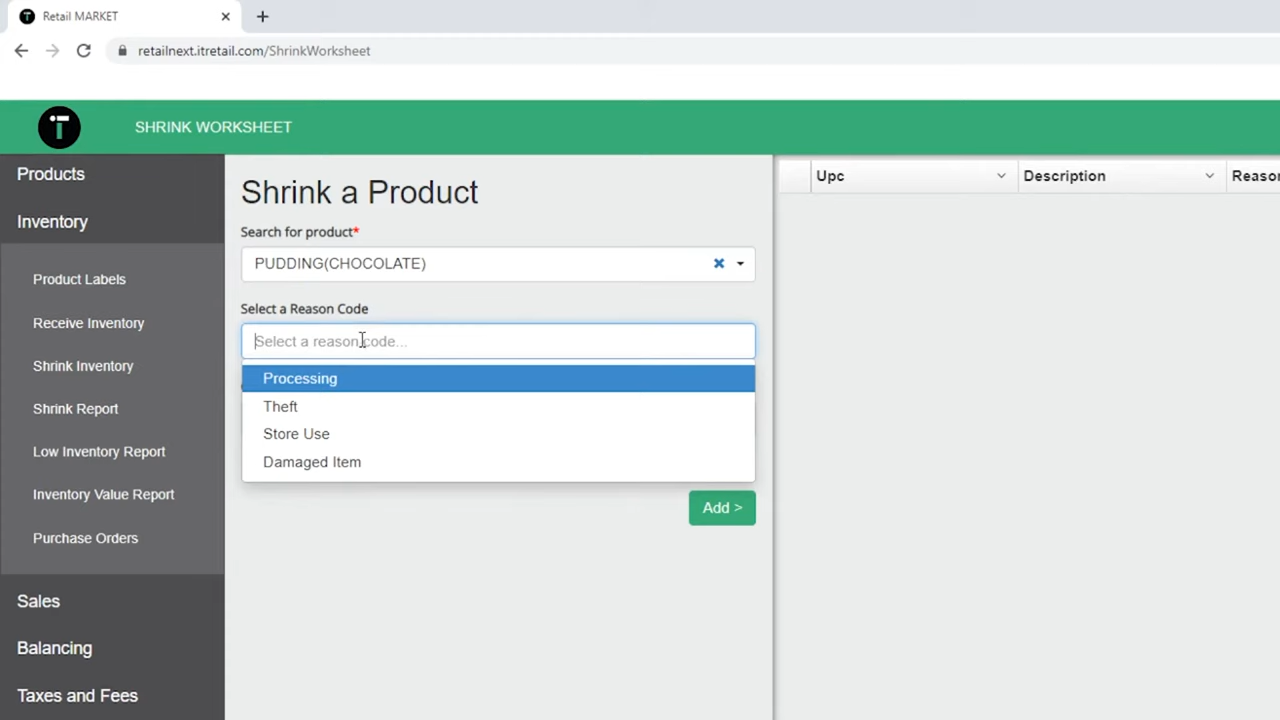 Retail MARKET
retailnext.itretail.com/ShrinkWorksheet
SHRINK WORKSHEET
Products
Inventory
Product Labels
Receive Inventory
Shrink Inventory
Shrink Report
Low Inventory Report
Inventory Value Report
Purchase Orders
Sales
Balancing
Taxes and Fees
Shrink a Product
Search for product*
PUDDING(CHOCOLATE)
Select a Reason Code
Select a reason code...
Processing
Theft
Store Use
Damaged Item
Add >
Upc
Description
Reason